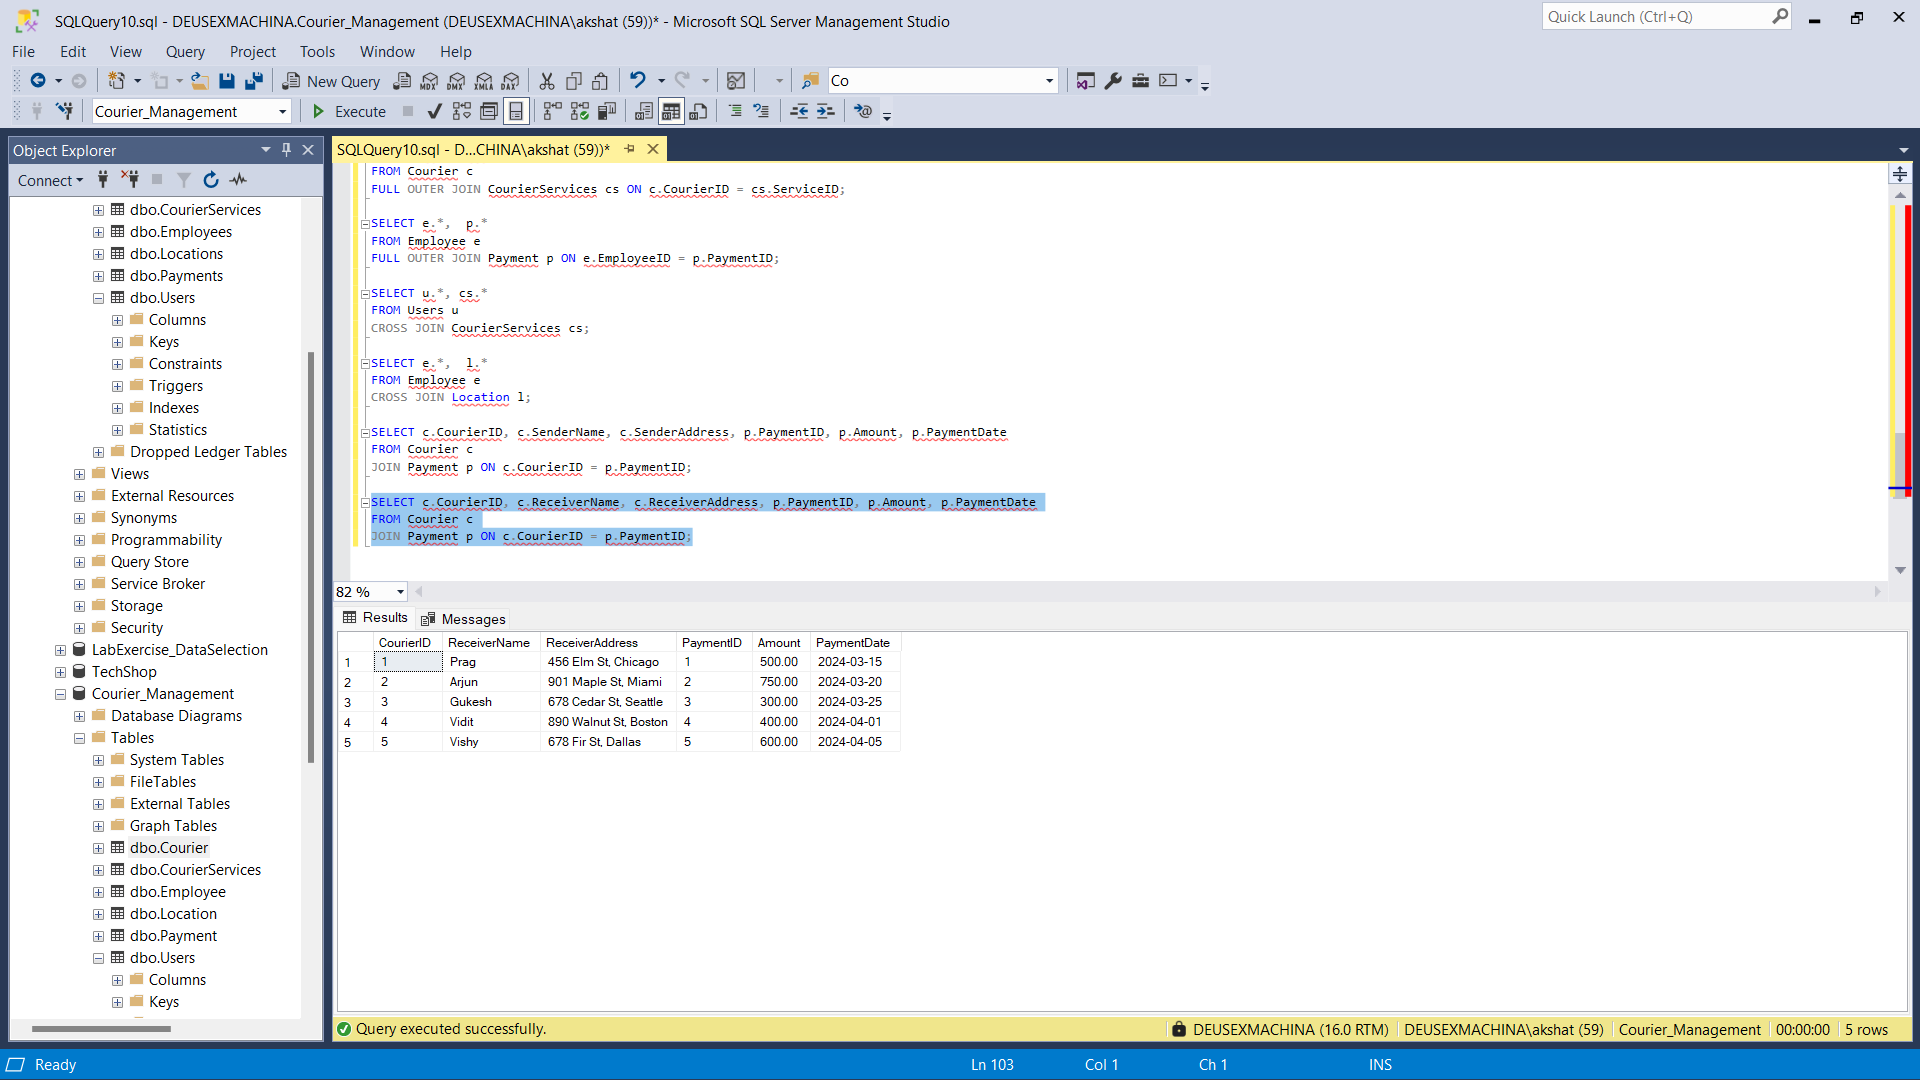 SQLQuery10.sql - DEUSEXMACHINA.Courier_Management (DEUSEXMACHINA\akshat (59))* - Microsoft SQL Server Management Studio
Quick Launch (Ctrl+Q)
File Edit View Query Project Tools Window Help
New Query
MDX DMX XMLA DAX
Co
Courier_Management
Execute
Object Explorer
Connect
dbo.CourierServices
dbo.Employees
dbo.Locations
dbo.Payments
dbo.Users
Columns
Keys
Constraints
Triggers
Indexes
Statistics
Dropped Ledger Tables
Views
External Resources
Synonyms
Programmability
Query Store
Service Broker
Storage
Security
LabExercise_DataSelection
TechShop
Courier_Management
Database Diagrams
Tables
System Tables
FileTables
External Tables
Graph Tables
dbo.Courier
dbo.CourierServices
dbo.Employee
dbo.Location
dbo.Payment
dbo.Users
Columns
Keys
SQLQuery10.sql - D...CHINA\akshat (59))*
FROM Courier c
FULL OUTER JOIN CourierServices cs ON c.CourierID = cs.ServiceID;
SELECT e.*,  p.*
FROM Employee e
FULL OUTER JOIN Payment p ON e.EmployeeID = p.PaymentID;
SELECT u.*, cs.*
FROM Users u
CROSS JOIN CourierServices cs;
SELECT e.*,  l.*
FROM Employee e
CROSS JOIN Location l;
SELECT c.CourierID, c.SenderName, c.SenderAddress, p.PaymentID, p.Amount, p.PaymentDate
FROM Courier c
JOIN Payment p ON c.CourierID = p.PaymentID;
SELECT c.CourierID, c.ReceiverName, c.ReceiverAddress, p.PaymentID, p.Amount, p.PaymentDate
FROM Courier c
JOIN Payment p ON c.CourierID = p.PaymentID;
82 %
Results Messages
CourierID ReceiverName ReceiverAddress PaymentID Amount PaymentDate
1 1 Prag 456 Elm St, Chicago 1 500.00 2024-03-15
2 2 Arjun 901 Maple St, Miami 2 750.00 2024-03-20
3 3 Gukesh 678 Cedar St, Seattle 3 300.00 2024-03-25
4 4 Vidit 890 Walnut St, Boston 4 400.00 2024-04-01
5 5 Vishy 678 Fir St, Dallas 5 600.00 2024-04-05
Query executed successfully.
DEUSEXMACHINA (16.0 RTM) DEUSEXMACHINA\akshat (59) Courier_Management 00:00:00 5 rows
Ready Ln 103 Col 1 Ch 1 INS